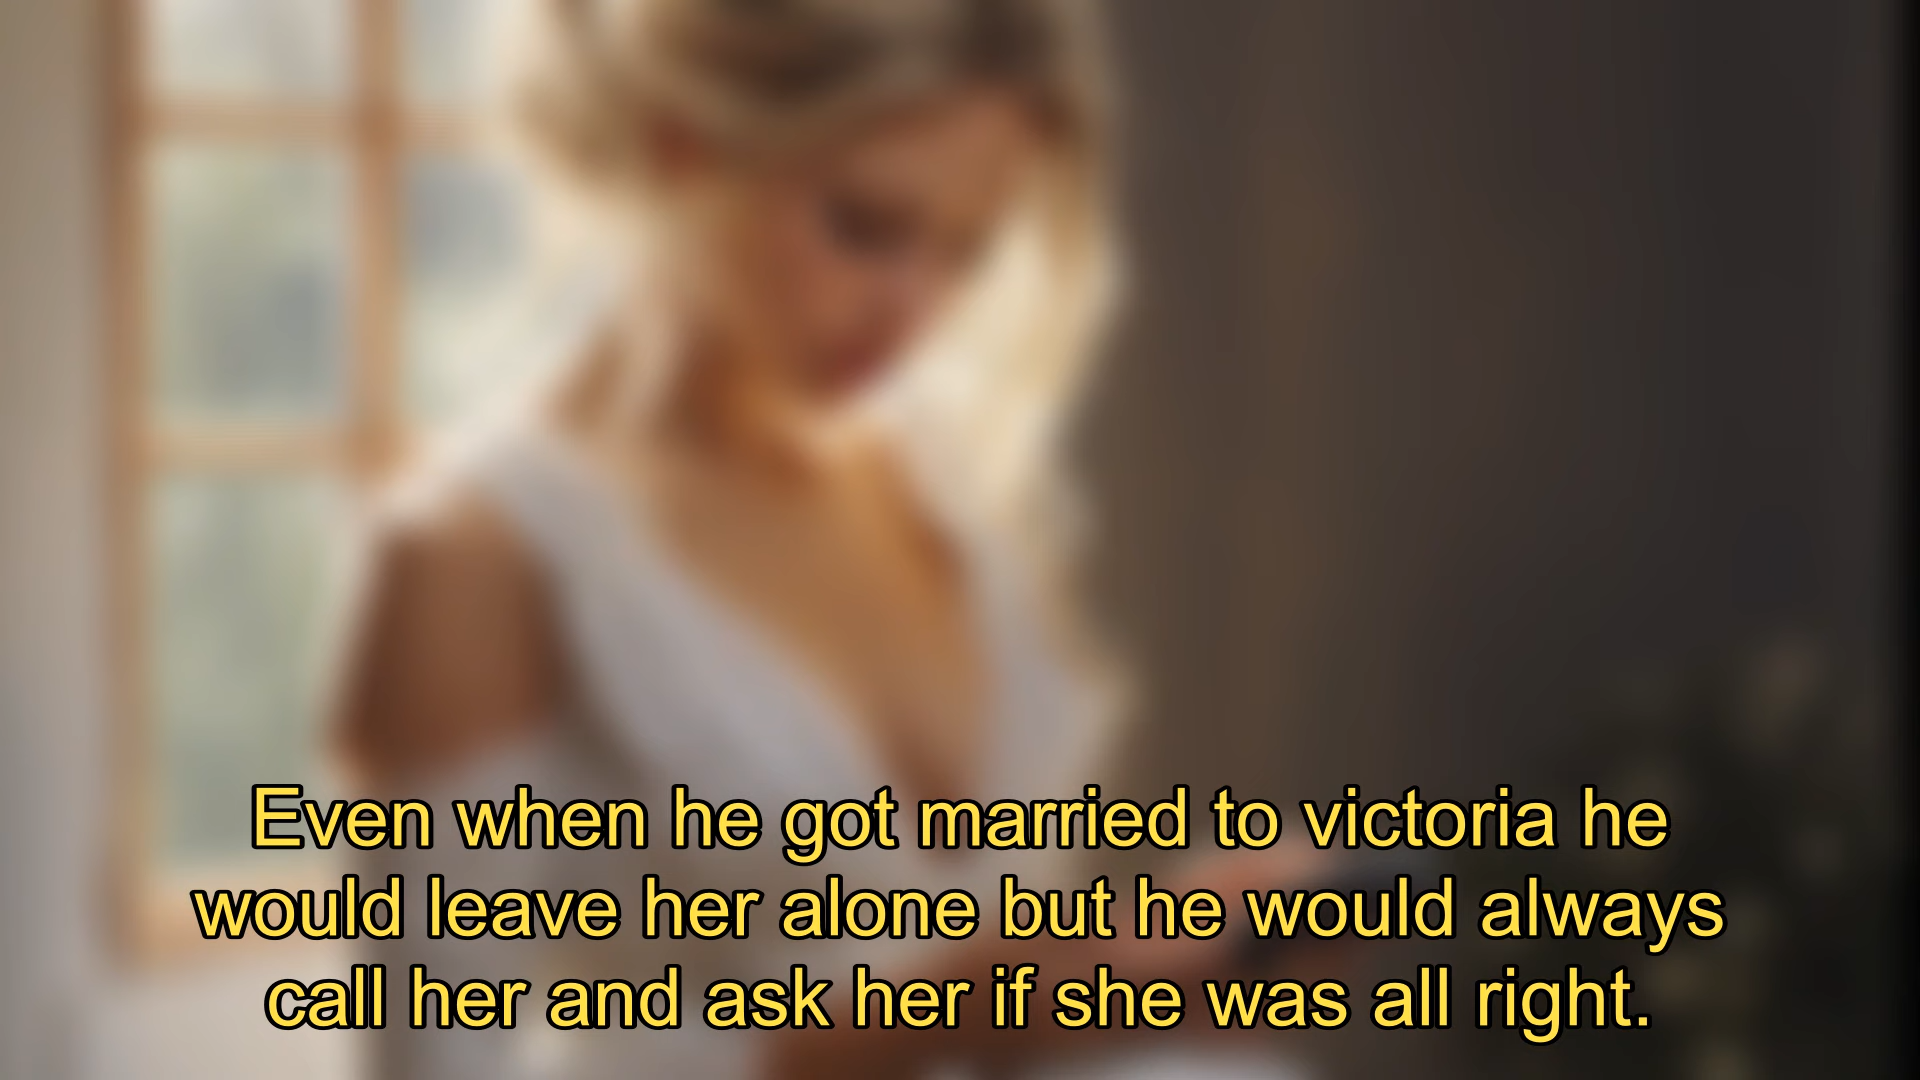 Even when he got married to victoria he
would leave her alone but he would always
call her and ask her if she was all right.